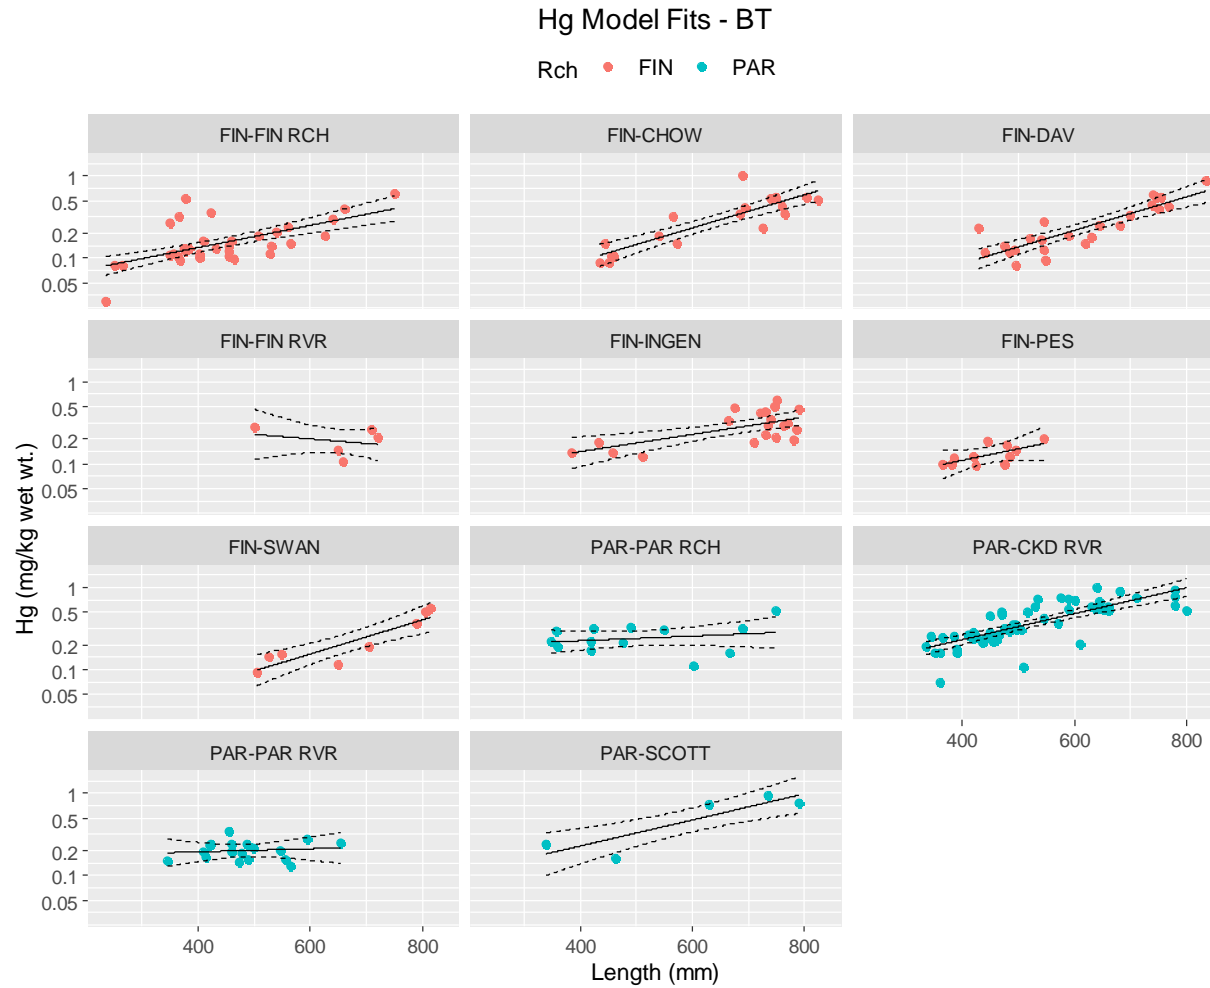 Hg Model Fits - BT
Rch FIN PAR
FIN-FIN RCH FIN-CHOW FIN-DAV
1
0.5
0.2
0.1
0.05
FIN-FIN RVR FIN-INGEN FIN-PES
1
0.5
0.2
0.1
0.05
Hg (mg/kg wet wt.)
FIN-SWAN PAR-PAR RCH PAR-CKD RVR
1
0.5
0.2
0.1
0.05
400 600 800
PAR-PAR RVR PAR-SCOTT
1
0.5
0.2
0.1
0.05
400 600 800 400 600 800
Length (mm)